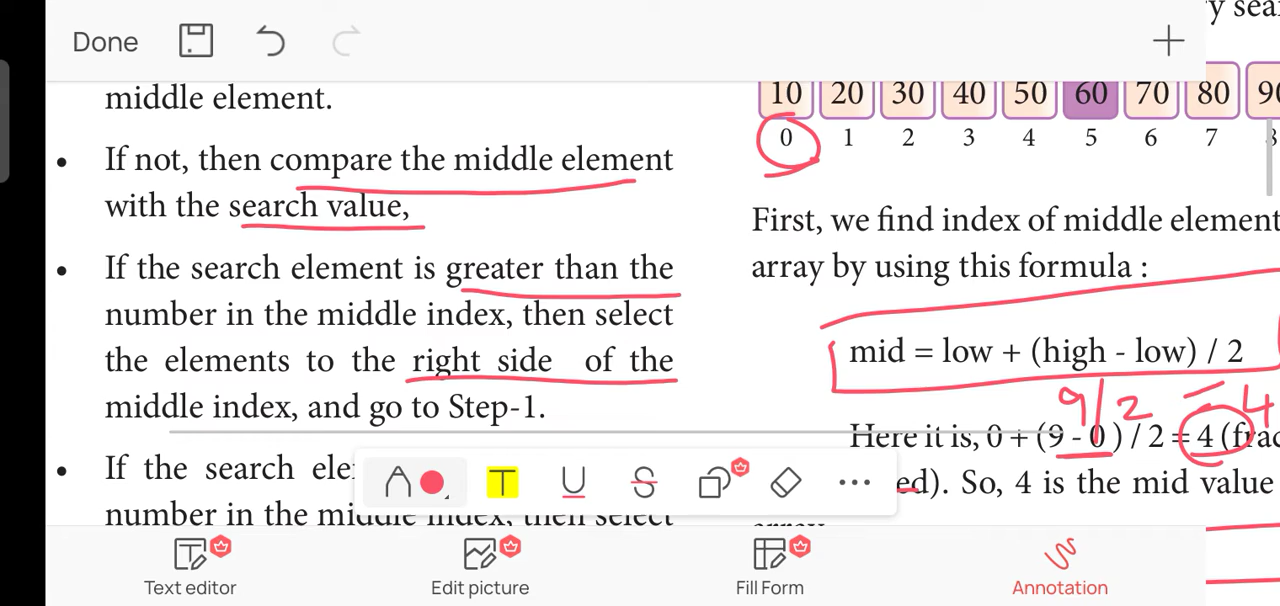 Done
middle element.
• If not, then compare the middle element
with the search value,
• If the search element is greater than the
number in the middle index, then select
the elements to the right side of the
middle index, and go to Step-1.
• If the search
number in the middle index, then select
y sea
10 20 30 40 50 60 70 80 90
0 1 2 3 4 5 6 7
First, we find index of middle element
array by using this formula :
mid = low + (high - low) / 2
9/2 = 4
Here it is, 0 + (9 - 0 ) / 2 = 4 (frac
ed). So, 4 is the mid value
T U S
Text editor
Edit picture
Fill Form
Annotation